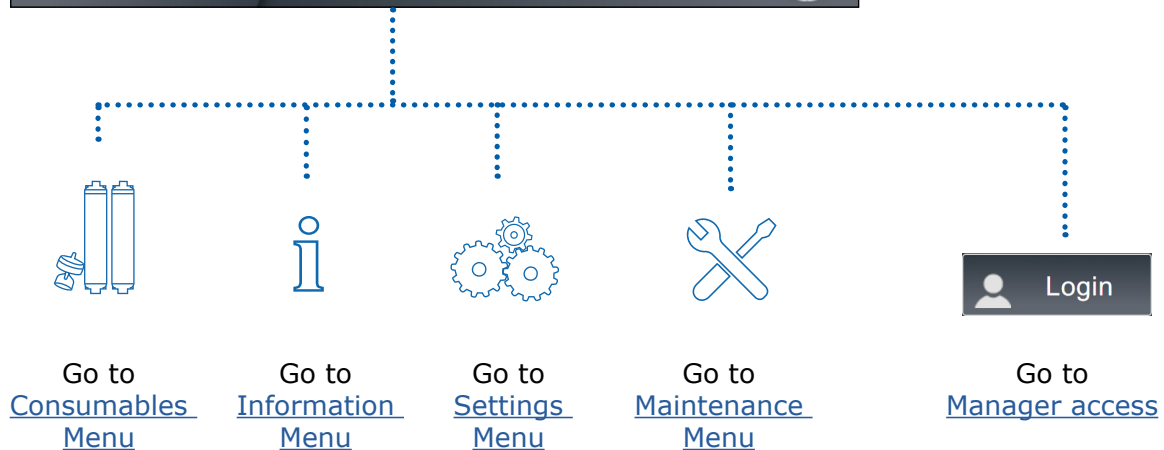 Login
Go to
Consumables
Menu
Go to
Information
Menu
Go to
Settings
Menu
Go to
Maintenance
Menu
Go to
Manager access